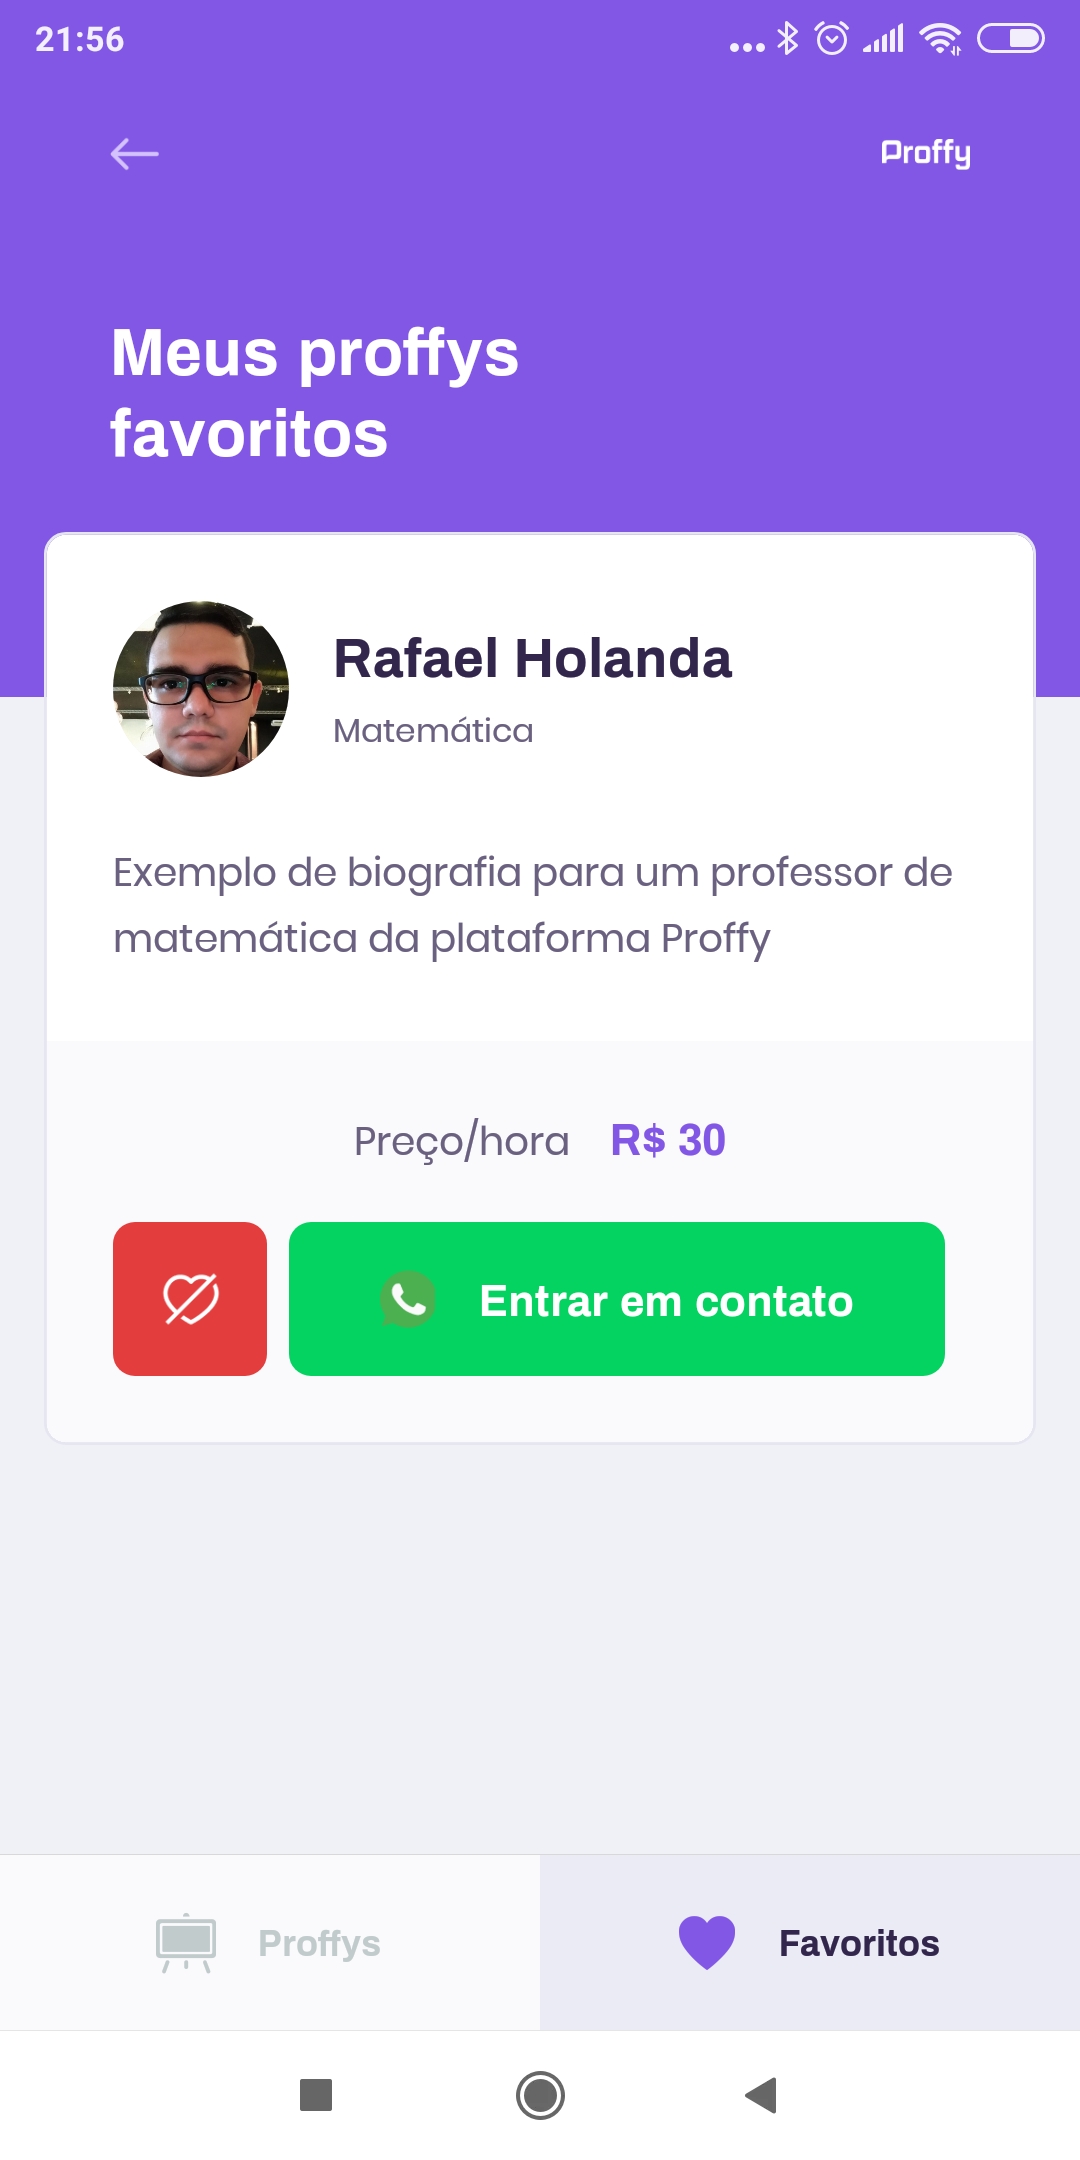 21:56
Proffy
Meus proffys
favoritos
Rafael Holanda
Matemática
Exemplo de biografia para um professor de
matemática da plataforma Proffy
Preço/hora R$ 30
Entrar em contato
Proffys
Favoritos